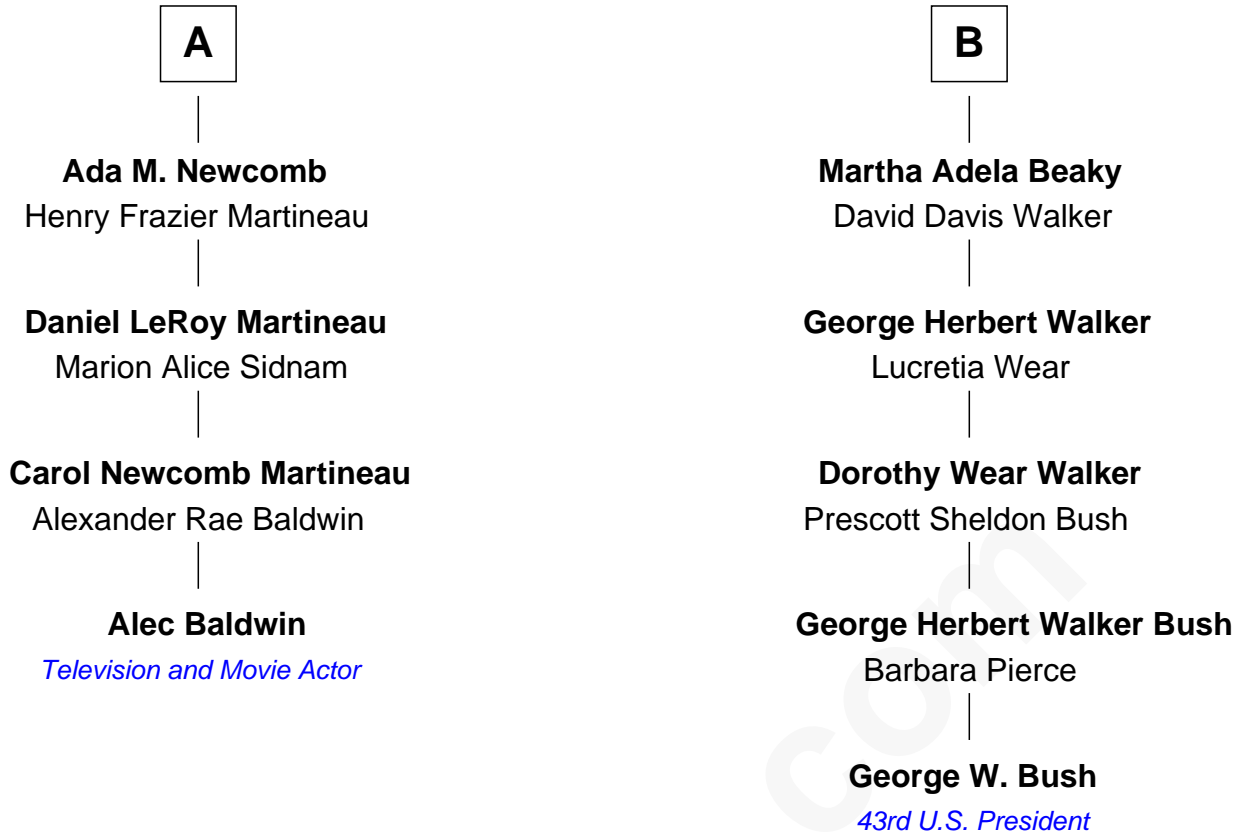 A
Ada M. Newcomb
Henry Frazier Martineau
Daniel LeRoy Martineau
Marion Alice Sidnam
Carol Newcomb Martineau
Alexander Rae Baldwin
Alec Baldwin
Television and Movie Actor
B
Martha Adela Beaky
David Davis Walker
George Herbert Walker
Lucretia Wear
Dorothy Wear Walker
Prescott Sheldon Bush
George Herbert Walker Bush
Barbara Pierce
George W. Bush
43rd U.S. President
com